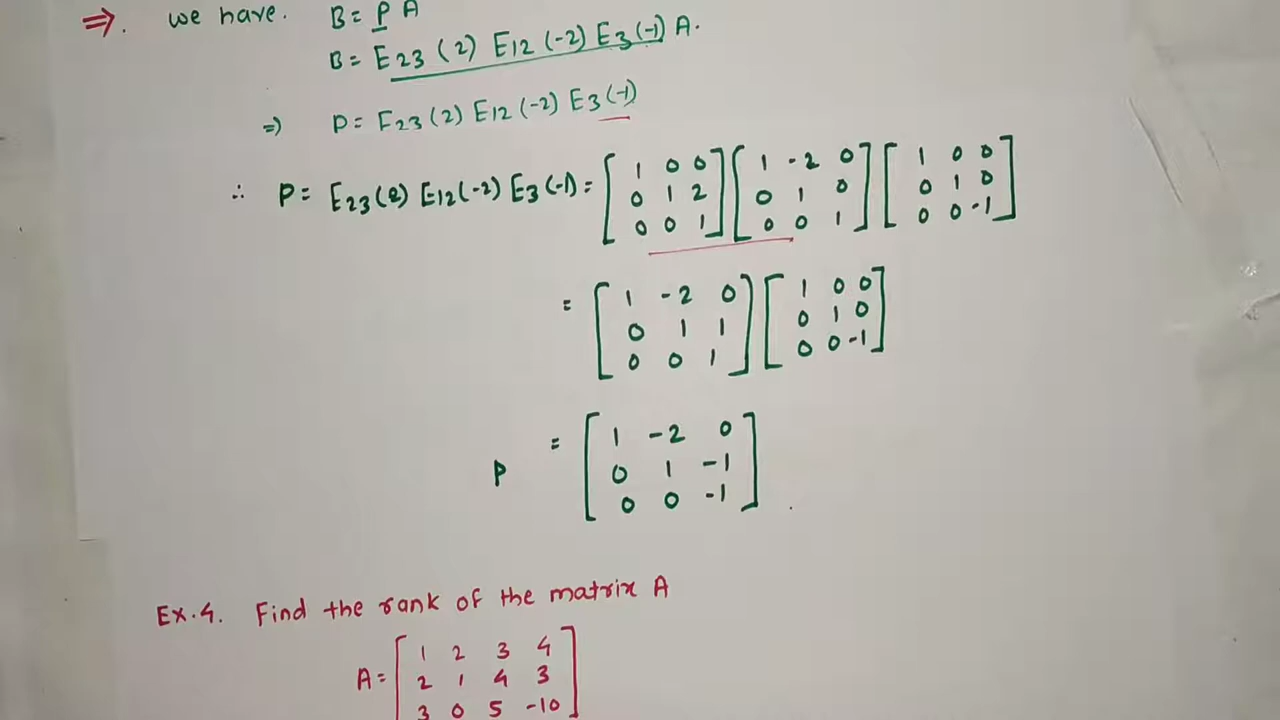 ⇒. we have. B = P A
B = E23 (2) E12 (-2) E3 (-1) A.
⇒) P = E23 (2) E12 (-2) E3 (-1)
∴ P = E23 (2) E12 (-2) E3 (-1) = [1 0 0; 0 1 2; 0 0 1] [1 -2 0; 0 1 0; 0 0 1] [1 0 0; 0 1 0; 0 0 -1]
= [1 -2 0; 0 1 1; 0 0 1] [1 0 0; 0 1 0; 0 0 -1]
P = [1 -2 0; 0 1 -1; 0 0 -1]
Ex.4. Find the rank of the matrix A
A = [1 2 3 4; 2 1 4 3; 3 0 5 -10]